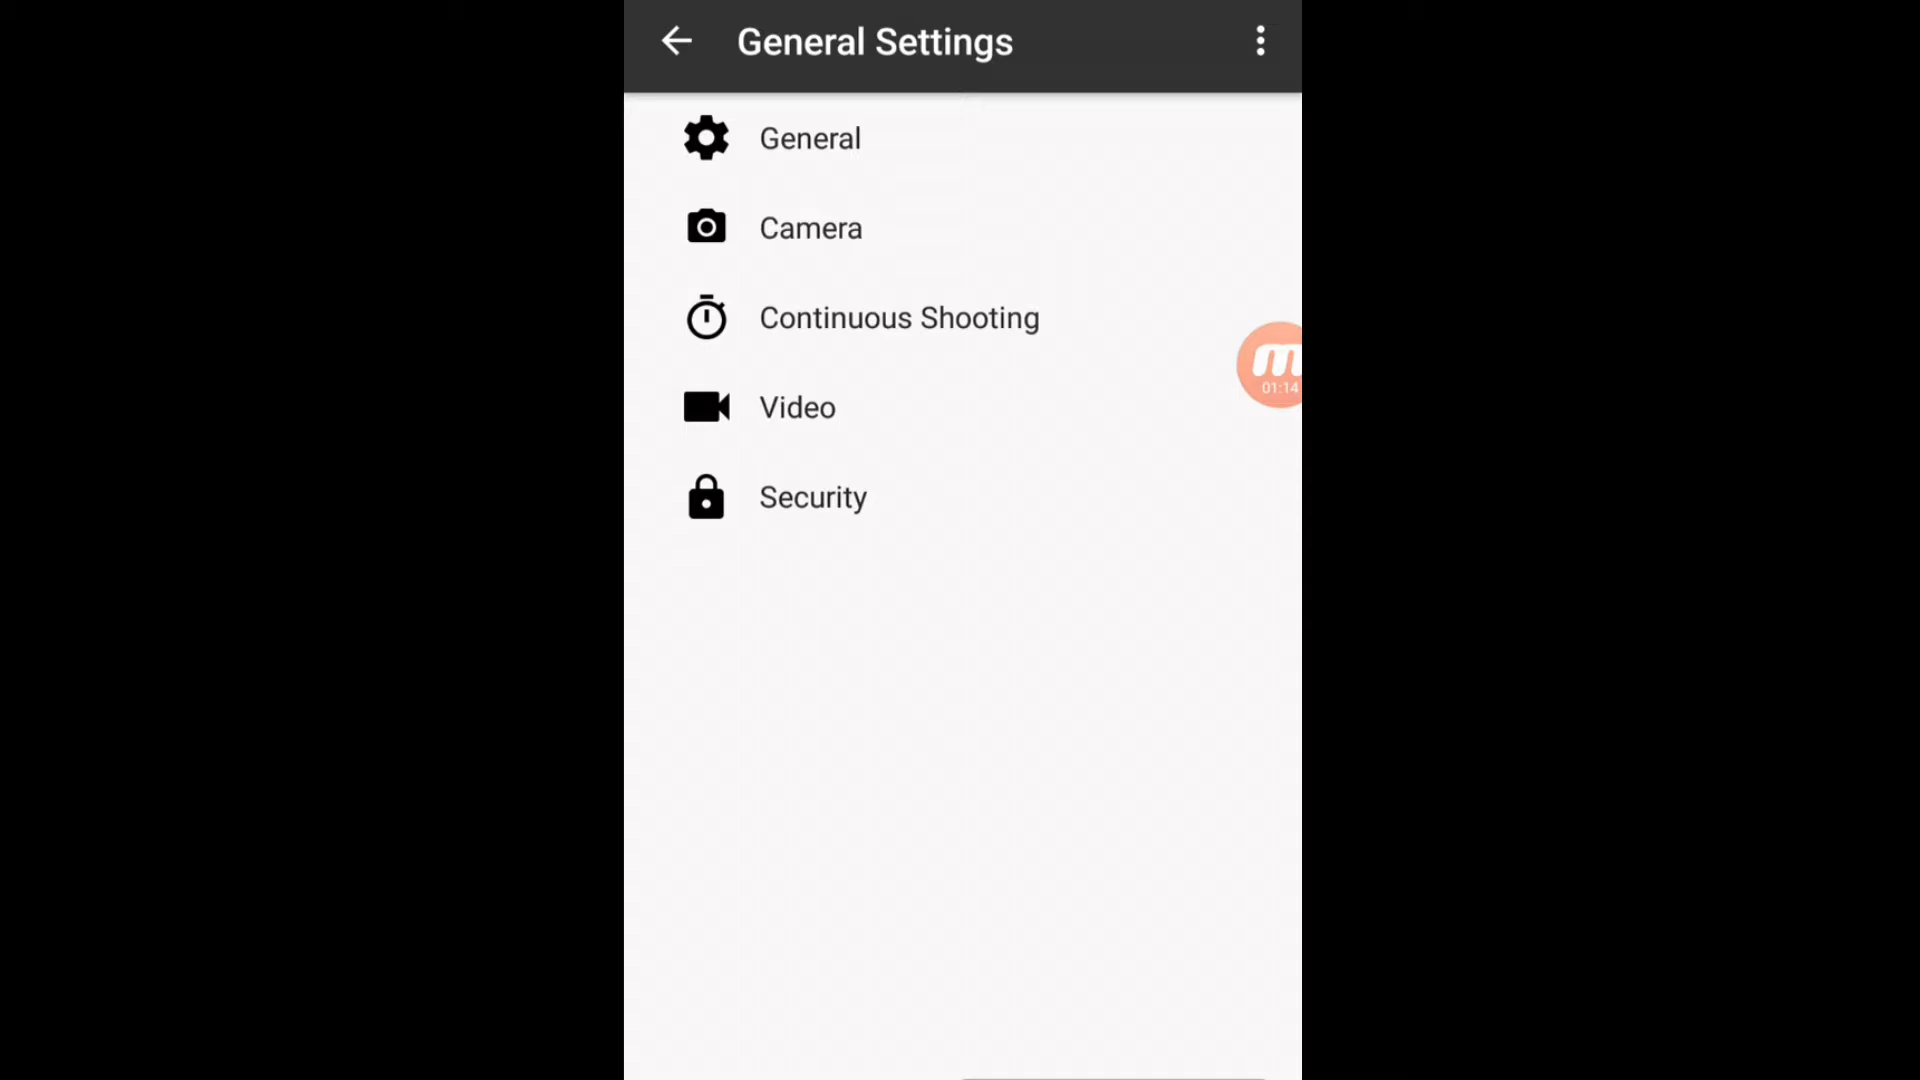 General Settings
General
Camera
Continuous Shooting
m
01:14
Video
Security